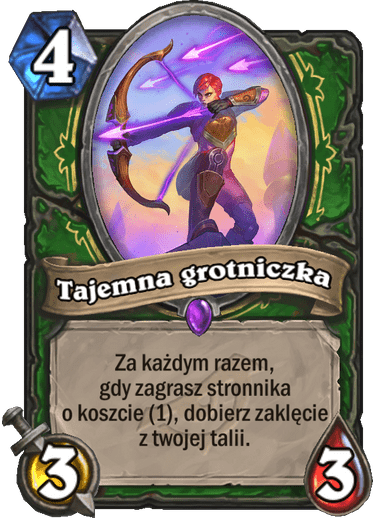 4
Tajemna grotniczka
Za każdym razem,
gdy zagrasz stronnika
o koszcie (1), dobierz zaklęcie
z twojej talii.
3
3